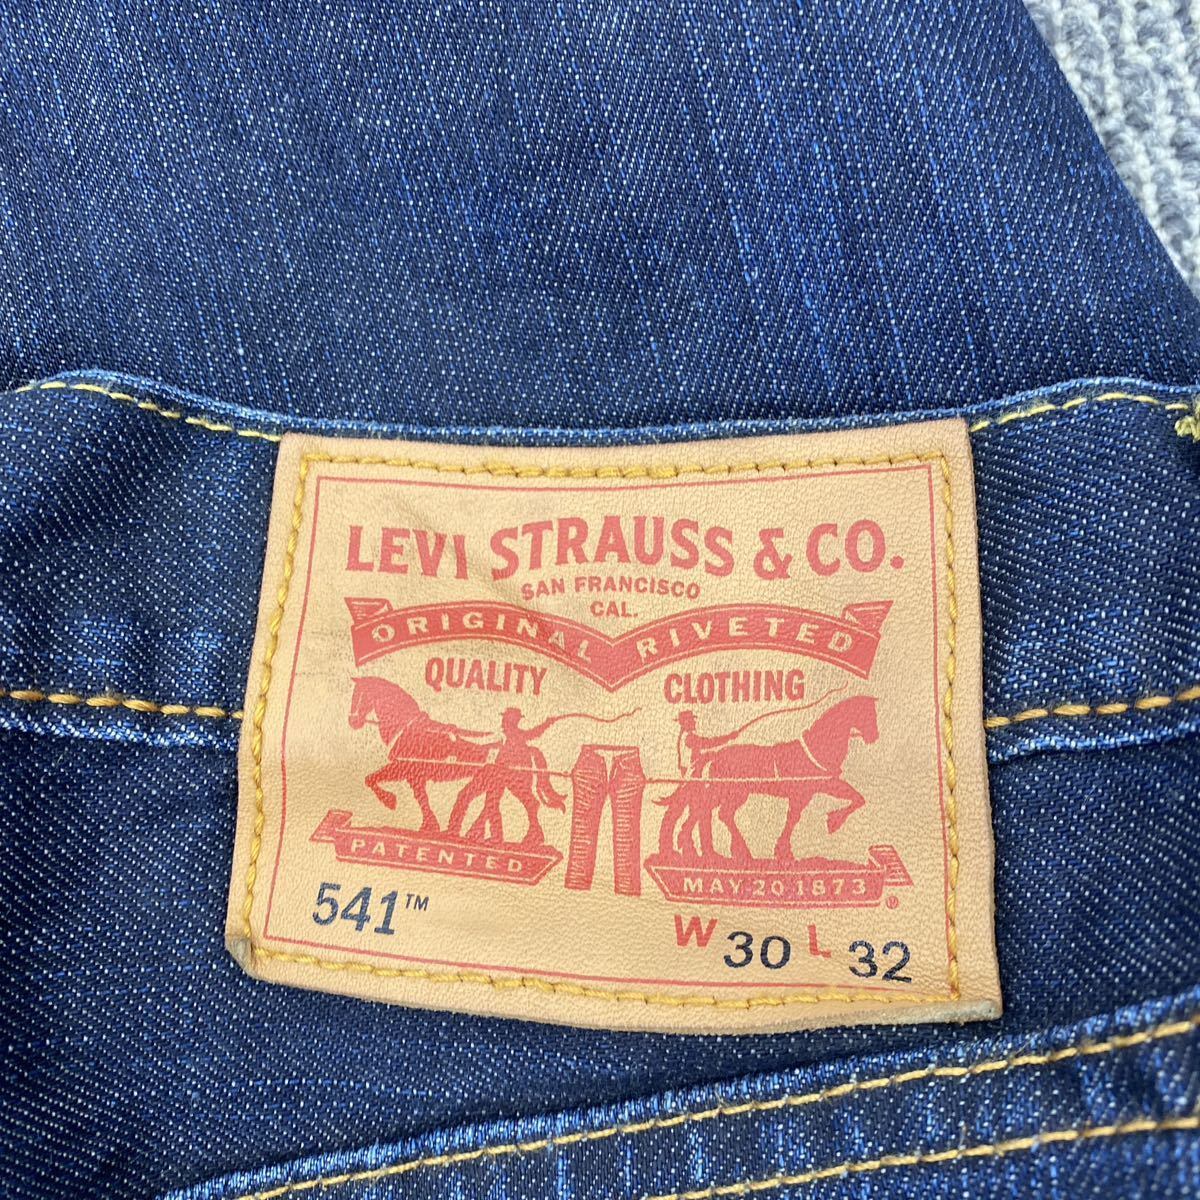 LEVI STRAUSS & CO.
SAN FRANCISCO
CAL.
ORIGINAL RIVETED
QUALITY CLOTHING
PATENTED MAY 20 1873 ®
541™ W 30 L 32